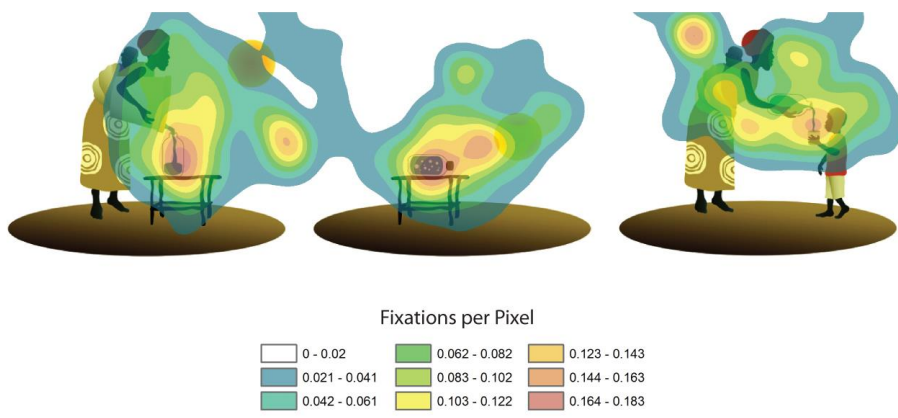 Fixations per Pixel
0 - 0.02 0.062 - 0.082 0.123 - 0.143
0.021 - 0.041 0.083 - 0.102 0.144 - 0.163
0.042 - 0.061 0.103 - 0.122 0.164 - 0.183